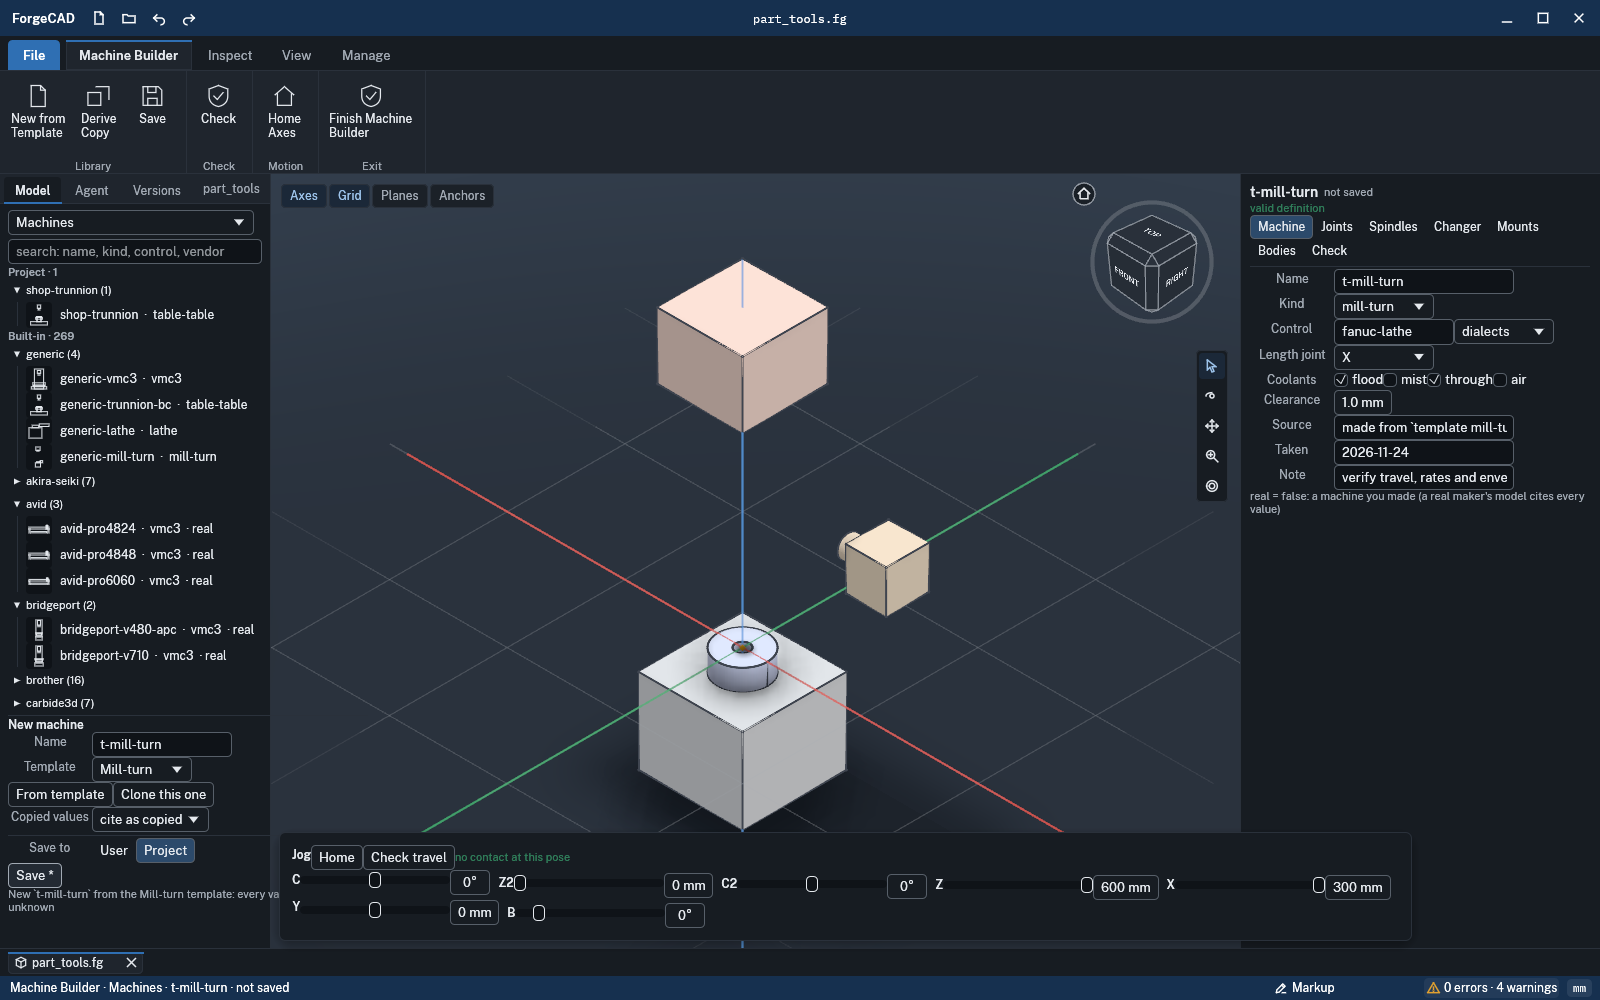 ForgeCAD
part_tools.fg
File Machine Builder Inspect View Manage
New from Template
Derive Copy
Save
Check
Home Axes
Finish Machine Builder
Library Check Motion Exit
Model Agent Versions part_tools
Machines
search: name, kind, control, vendor
Project · 1
shop-trunnion (1)
shop-trunnion · table-table
Built-in · 269
generic (4)
generic-vmc3 · vmc3
generic-trunnion-bc · table-table
generic-lathe · lathe
generic-mill-turn · mill-turn
akira-seiki (7)
avid (3)
avid-pro4824 · vmc3 · real
avid-pro4848 · vmc3 · real
avid-pro6060 · vmc3 · real
bridgeport (2)
bridgeport-v480-apc · vmc3 · real
bridgeport-v710 · vmc3 · real
brother (16)
carbide3d (7)
New machine
Name t-mill-turn
Template Mill-turn
From template Clone this one
Copied values cite as copied
Save to User Project
Save *
New `t-mill-turn` from the Mill-turn template: every va
unknown
Axes Grid Planes Anchors
TOP
FRONT RIGHT
Jog Home Check travel no contact at this pose
C 0° Z2 0 mm C2 0° Z 600 mm X 300 mm
Y 0 mm B 0°
t-mill-turn not saved
valid definition
Machine Joints Spindles Changer Mounts
Bodies Check
Name t-mill-turn
Kind mill-turn
Control fanuc-lathe dialects
Length joint X
Coolants flood mist through air
Clearance 1.0 mm
Source made from `template mill-tu
Taken 2026-11-24
Note verify travel, rates and enve
real = false: a machine you made (a real maker's model cites every
value)
part_tools.fg
Machine Builder · Machines · t-mill-turn · not saved
Markup
0 errors · 4 warnings mm